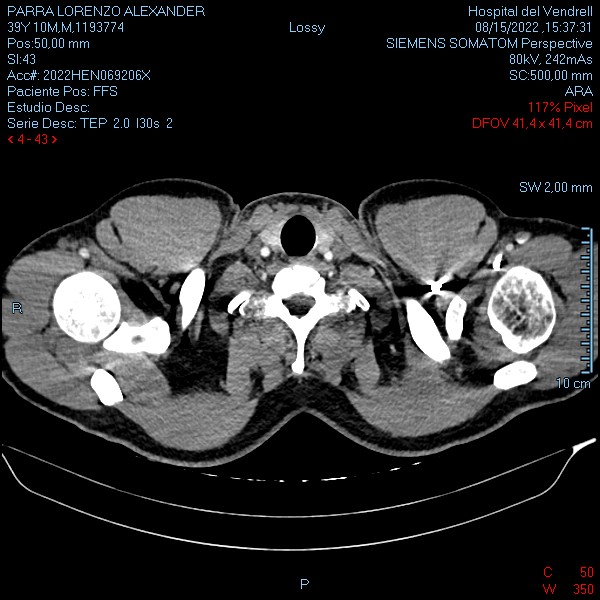 PARRA LORENZO ALEXANDER
39Y 10M,M,1193774
Pos:50,00 mm
SI:43
Acc#: 2022HEN069206X
Paciente Pos: FFS
Estudio Desc:
Serie Desc: TEP 2.0 I30s 2
< 4 - 43 >
Lossy
Hospital del Vendrell
08/15/2022 ,15:37:31
SIEMENS SOMATOM Perspective
80kV, 242mAs
SC:500,00 mm
ARA
117% Pixel
DFOV 41,4 x 41,4 cm
SW 2,00 mm
R
10 cm
P
C 50
W 350